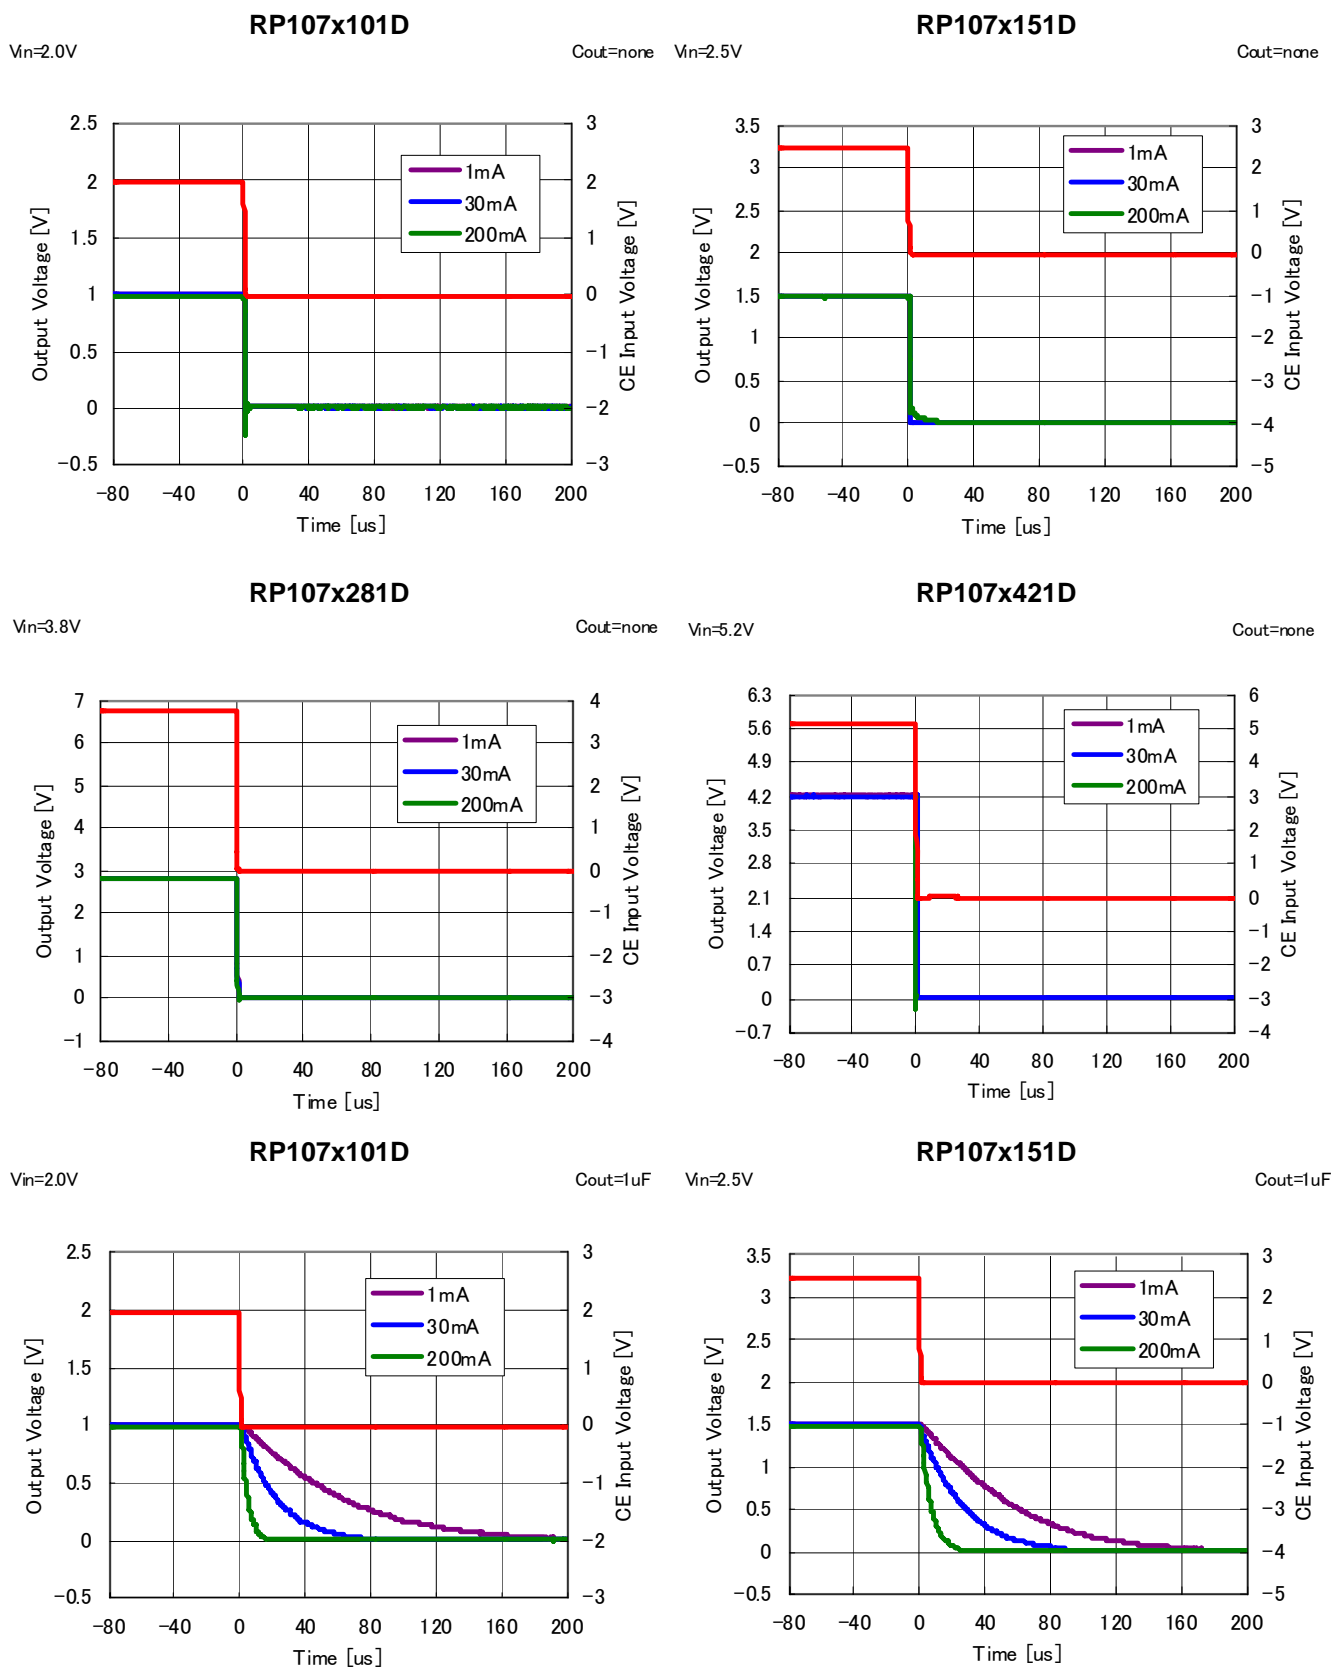 RP107x101D
Vin=2.0V
Cout=none
2.5
2
1.5
1
0.5
0
-0.5
3
2
1
0
-1
-2
-3
1mA
30mA
200mA
-80 -40 0 40 80 120 160 200
Output Voltage [V]
CE Input Voltage [V]
Time [us]
RP107x151D
Vin=2.5V
Cout=none
3.5
3
2.5
2
1.5
1
0.5
0
-0.5
3
2
1
0
-1
-2
-3
-4
-5
1mA
30mA
200mA
-80 -40 0 40 80 120 160 200
Output Voltage [V]
CE Input Voltage [V]
Time [us]
RP107x281D
Vin=3.8V
Cout=none
7
6
5
4
3
2
1
0
-1
4
3
2
1
0
-1
-2
-3
-4
1mA
30mA
200mA
-80 -40 0 40 80 120 160 200
Output Voltage [V]
CE Input Voltage [V]
Time [us]
RP107x421D
Vin=5.2V
Cout=none
6.3
5.6
4.9
4.2
3.5
2.8
2.1
1.4
0.7
0
-0.7
6
5
4
3
2
1
0
-1
-2
-3
-4
1mA
30mA
200mA
-80 -40 0 40 80 120 160 200
Output Voltage [V]
CE Input Voltage [V]
Time [us]
RP107x101D
Vin=2.0V
Cout=1uF
2.5
2
1.5
1
0.5
0
-0.5
3
2
1
0
-1
-2
-3
1mA
30mA
200mA
-80 -40 0 40 80 120 160 200
Output Voltage [V]
CE Input Voltage [V]
Time [us]
RP107x151D
Vin=2.5V
Cout=1uF
3.5
3
2.5
2
1.5
1
0.5
0
-0.5
3
2
1
0
-1
-2
-3
-4
-5
1mA
30mA
200mA
-80 -40 0 40 80 120 160 200
Output Voltage [V]
CE Input Voltage [V]
Time [us]